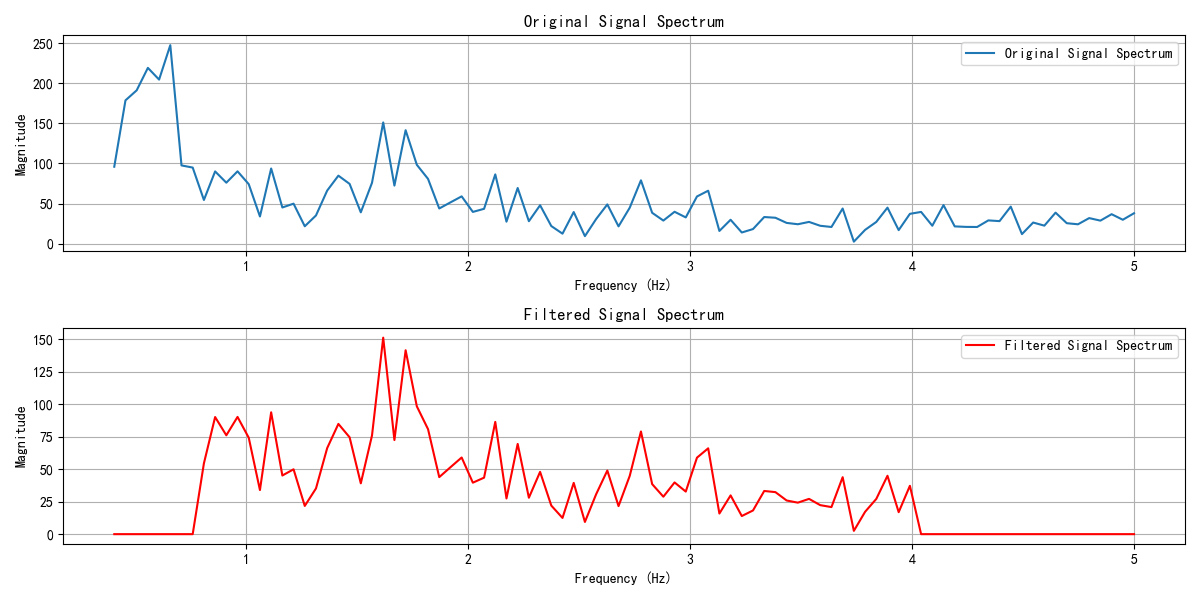 Original Signal Spectrum
Original Signal Spectrum
Magnitude
250
200
150
100
50
0
1
2
3
4
5
Frequency (Hz)
Filtered Signal Spectrum
Filtered Signal Spectrum
Magnitude
150
125
100
75
50
25
0
1
2
3
4
5
Frequency (Hz)